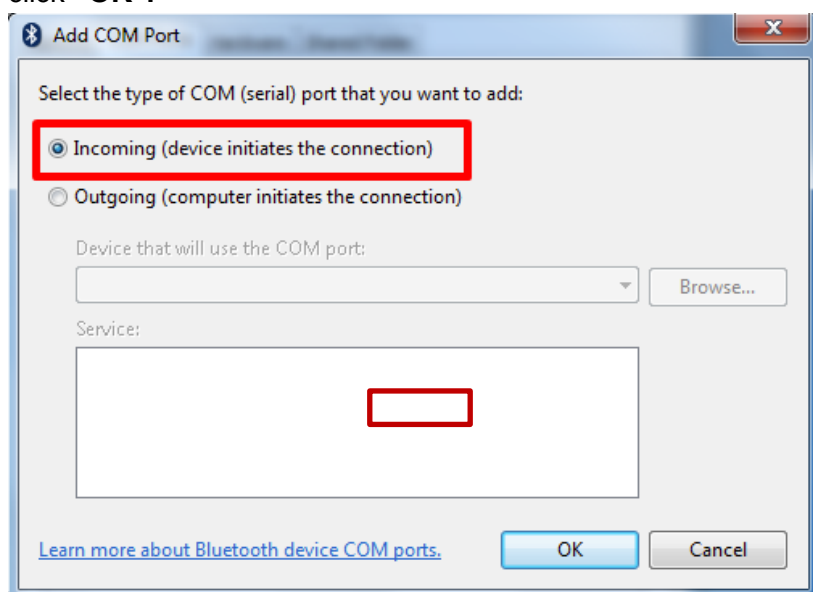 click "OK".
Add COM Port
Select the type of COM (serial) port that you want to add:
Incoming (device initiates the connection)
Outgoing (computer initiates the connection)
Device that will use the COM port:
Browse...
Service:
Learn more about Bluetooth device COM ports.
OK
Cancel